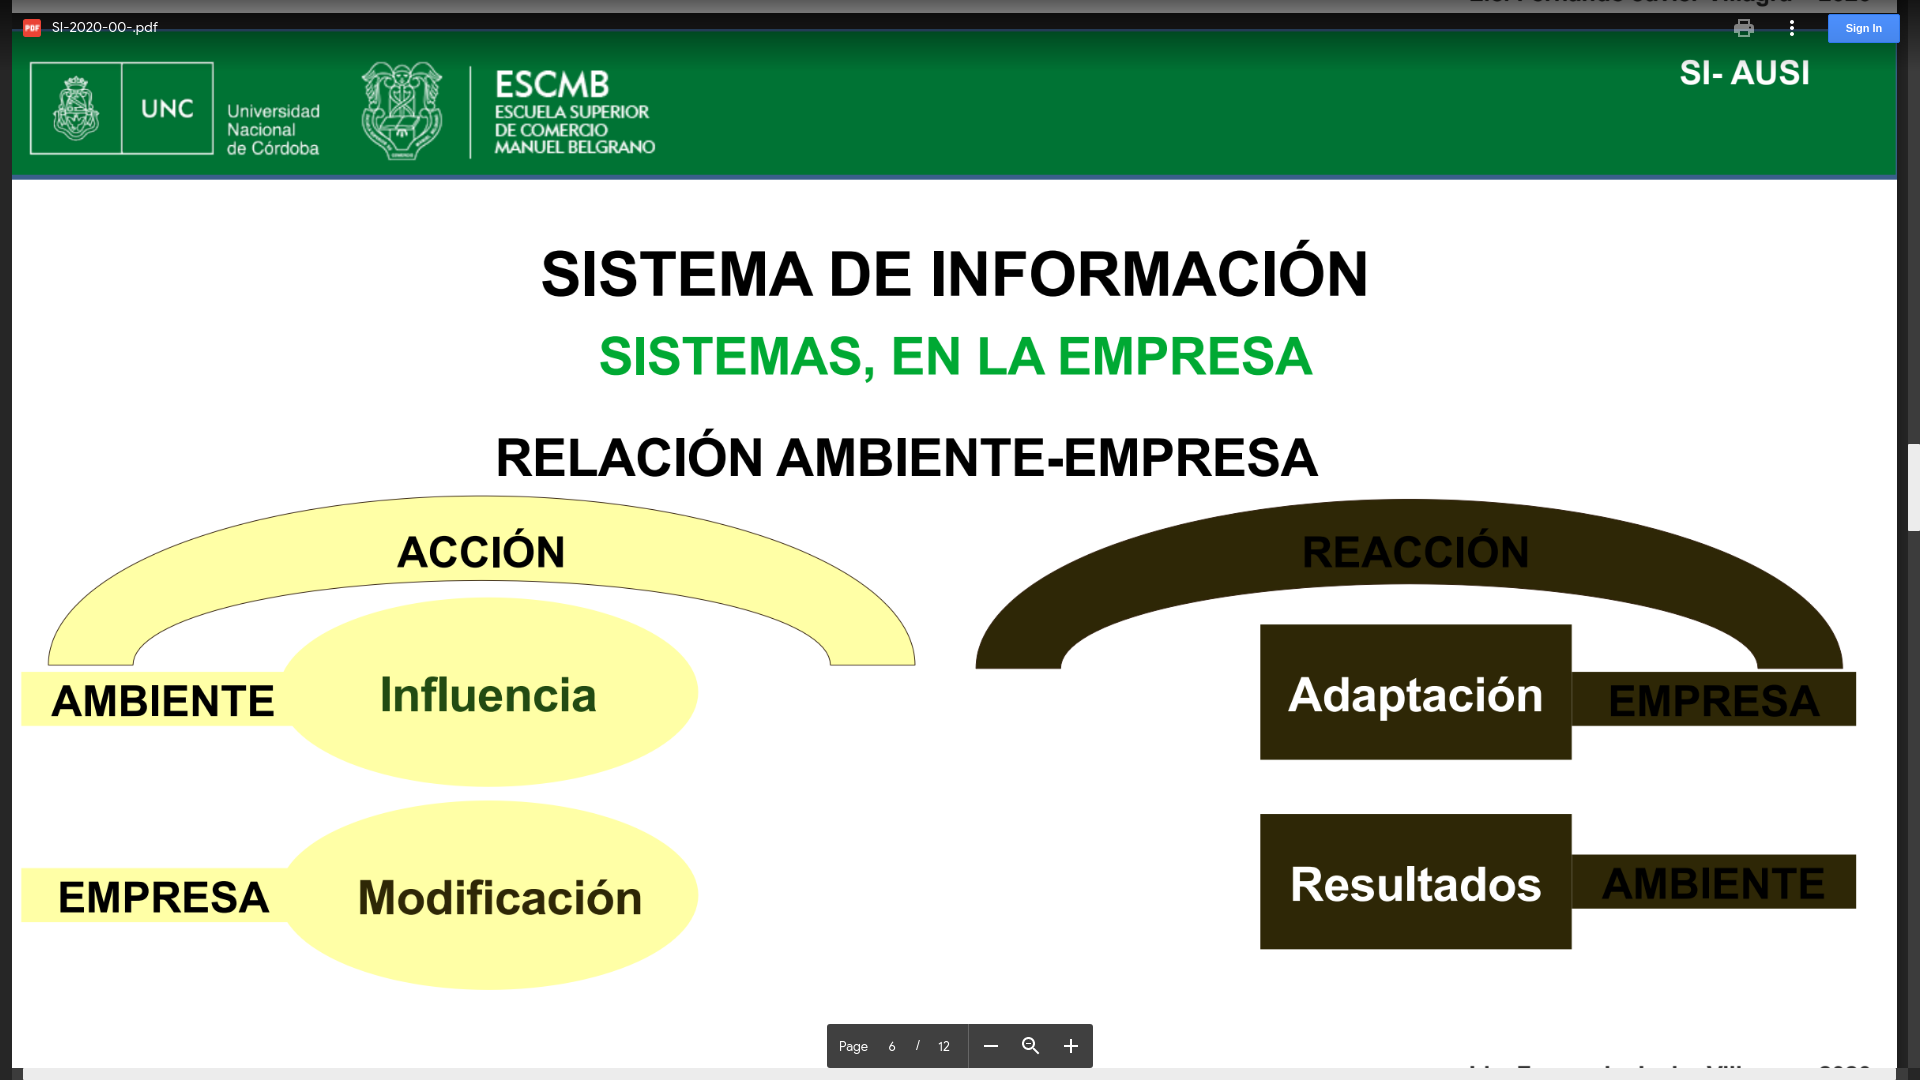 SI-2020-00-.pdf
Sign In
SI- AUSI
UNC
Universidad
Nacional
de Córdoba
ESCMB
ESCUELA SUPERIOR
DE COMERCIO
MANUEL BELGRANO
SISTEMA DE INFORMACIÓN
SISTEMAS, EN LA EMPRESA
RELACIÓN AMBIENTE-EMPRESA
ACCIÓN
REACCIÓN
AMBIENTE
Influencia
Adaptación
EMPRESA
EMPRESA
Modificación
Resultados
AMBIENTE
Page 6 / 12